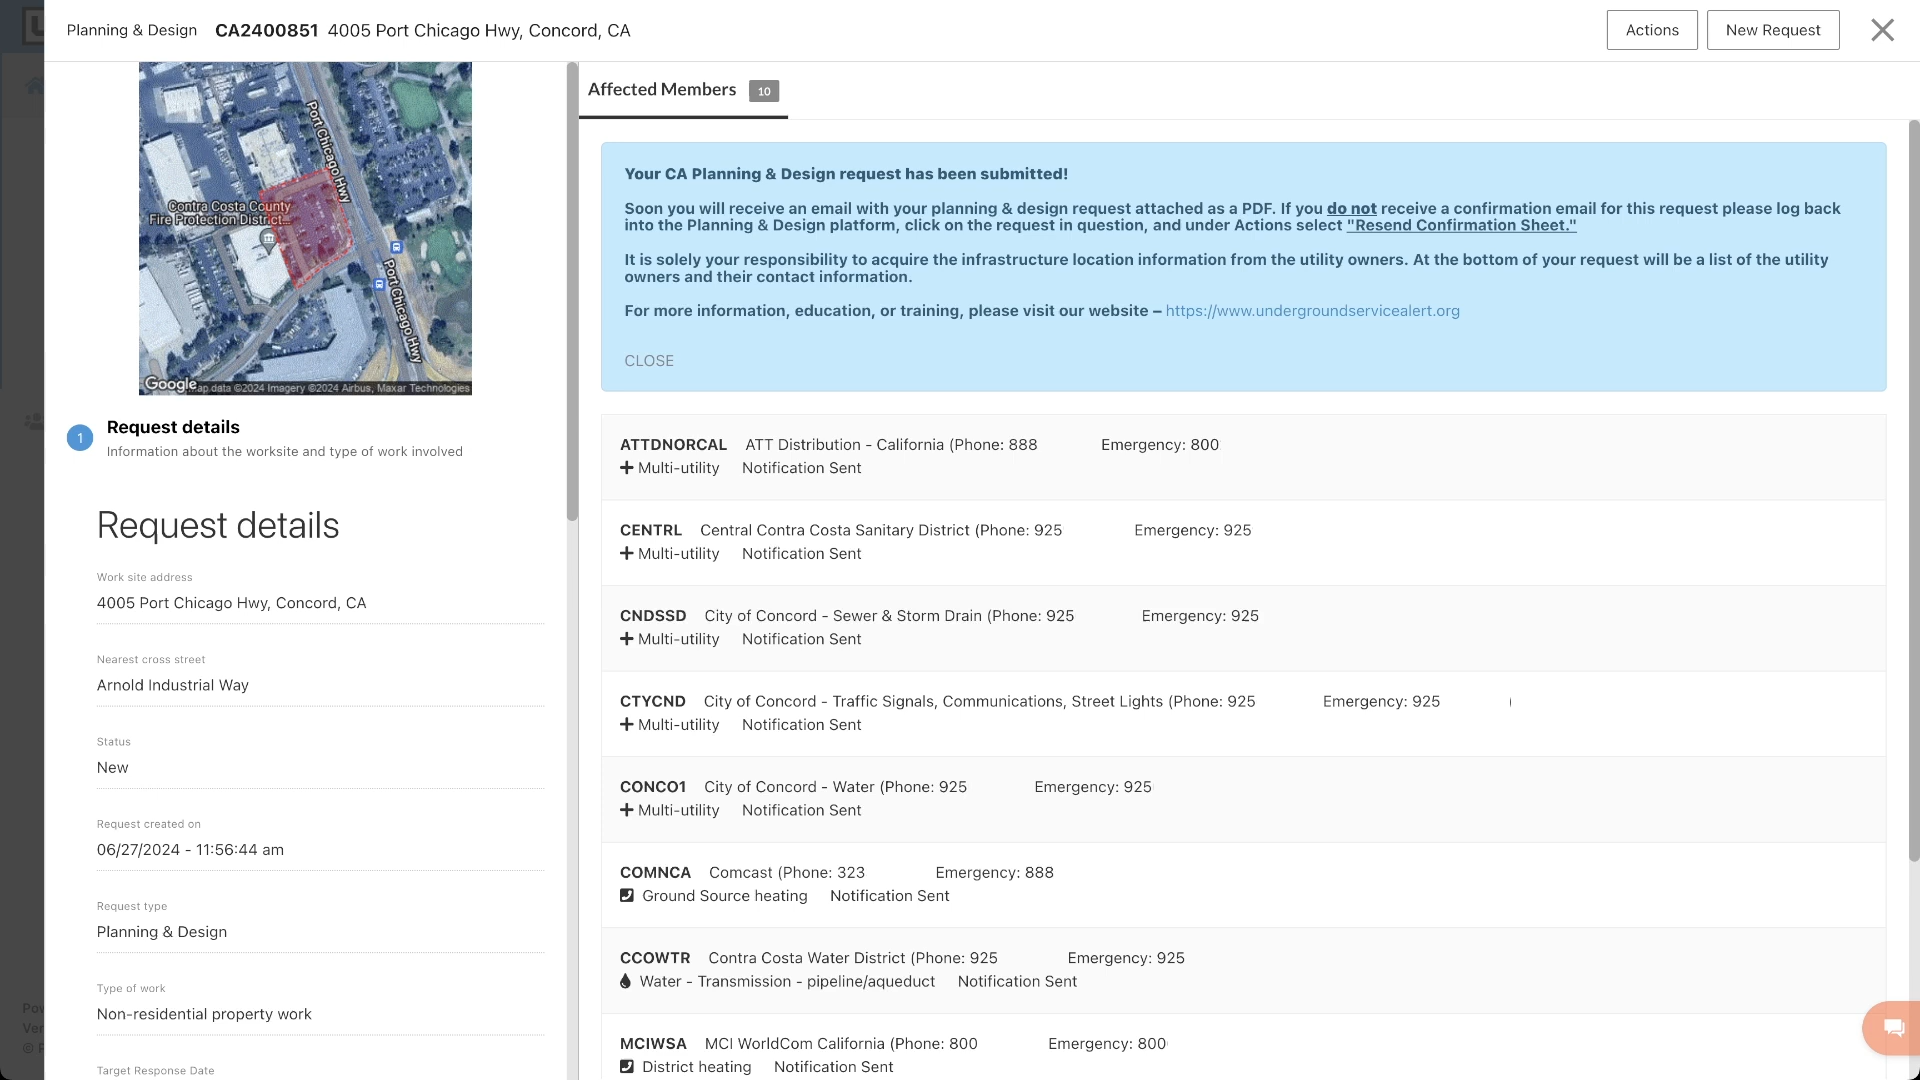 Planning & Design CA2400851 4005 Port Chicago Hwy, Concord, CA
Actions
New Request
Port Chicago Hwy
Contra Costa County
Fire Protection District...
Port Chicago Hwy
Google
ap data ©2024 Imagery ©2024 Airbus, Maxar Technologies
1
Request details
Information about the worksite and type of work involved
Request details
Work site address
4005 Port Chicago Hwy, Concord, CA
Nearest cross street
Arnold Industrial Way
Status
New
Request created on
06/27/2024 - 11:56:44 am
Request type
Planning & Design
Type of work
Non-residential property work
Target Response Date
Affected Members 10
Your CA Planning & Design request has been submitted!
Soon you will receive an email with your planning & design request attached as a PDF. If you do not receive a confirmation email for this request please log back
into the Planning & Design platform, click on the request in question, and under Actions select "Resend Confirmation Sheet."
It is solely your responsibility to acquire the infrastructure location information from the utility owners. At the bottom of your request will be a list of the utility
owners and their contact information.
For more information, education, or training, please visit our website – https://www.undergroundservicealert.org
CLOSE
ATTDNORCAL ATT Distribution - California (Phone: 888 Emergency: 800
Multi-utility Notification Sent
CENTRL Central Contra Costa Sanitary District (Phone: 925 Emergency: 925
Multi-utility Notification Sent
CNDSSD City of Concord - Sewer & Storm Drain (Phone: 925 Emergency: 925
Multi-utility Notification Sent
CTYCND City of Concord - Traffic Signals, Communications, Street Lights (Phone: 925 Emergency: 925
Multi-utility Notification Sent
CONCO1 City of Concord - Water (Phone: 925 Emergency: 925
Multi-utility Notification Sent
COMNCA Comcast (Phone: 323 Emergency: 888
Ground Source heating Notification Sent
CCOWTR Contra Costa Water District (Phone: 925 Emergency: 925
Water - Transmission - pipeline/aqueduct Notification Sent
MCIWSA MCI WorldCom California (Phone: 800 Emergency: 800
District heating Notification Sent